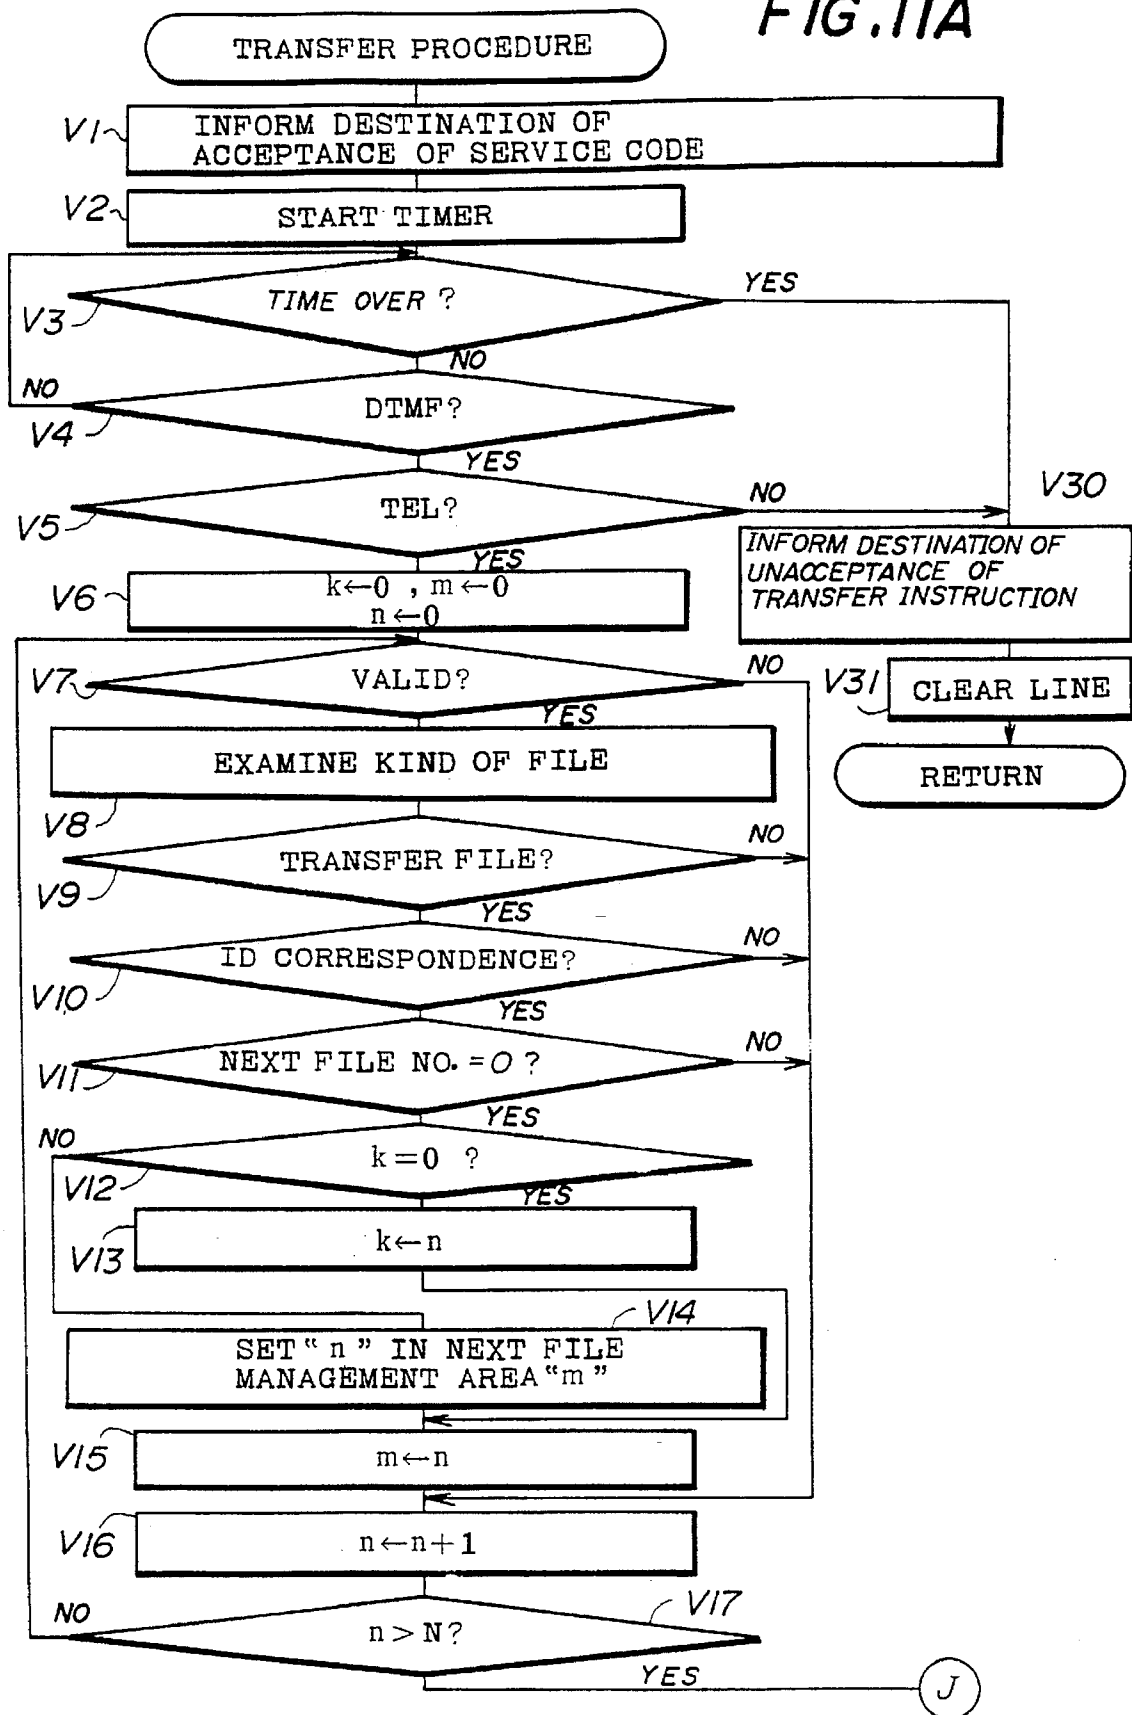 FIG.11A
TRANSFER PROCEDURE
V1
INFORM DESTINATION OF
ACCEPTANCE OF SERVICE CODE
V2
START TIMER
TIME OVER ?
YES
V3
NO
NO
DTMF?
V4
YES
TEL?
NO
V30
V5
YES
INFORM DESTINATION OF
UNACCEPTANCE OF
TRANSFER INSTRUCTION
V6
k←0 , m←0
n←0
V7
VALID?
NO
V31
CLEAR LINE
YES
EXAMINE KIND OF FILE
RETURN
V8
NO
TRANSFER FILE?
V9
YES
NO
ID CORRESPONDENCE?
V10
YES
NO
NEXT FILE NO. = 0 ?
V11
YES
NO
k=0 ?
V12
YES
V13
k←n
V14
SET "n" IN NEXT FILE
MANAGEMENT AREA "m"
V15
m←n
V16
n←n+1
V17
NO
n > N?
YES
J